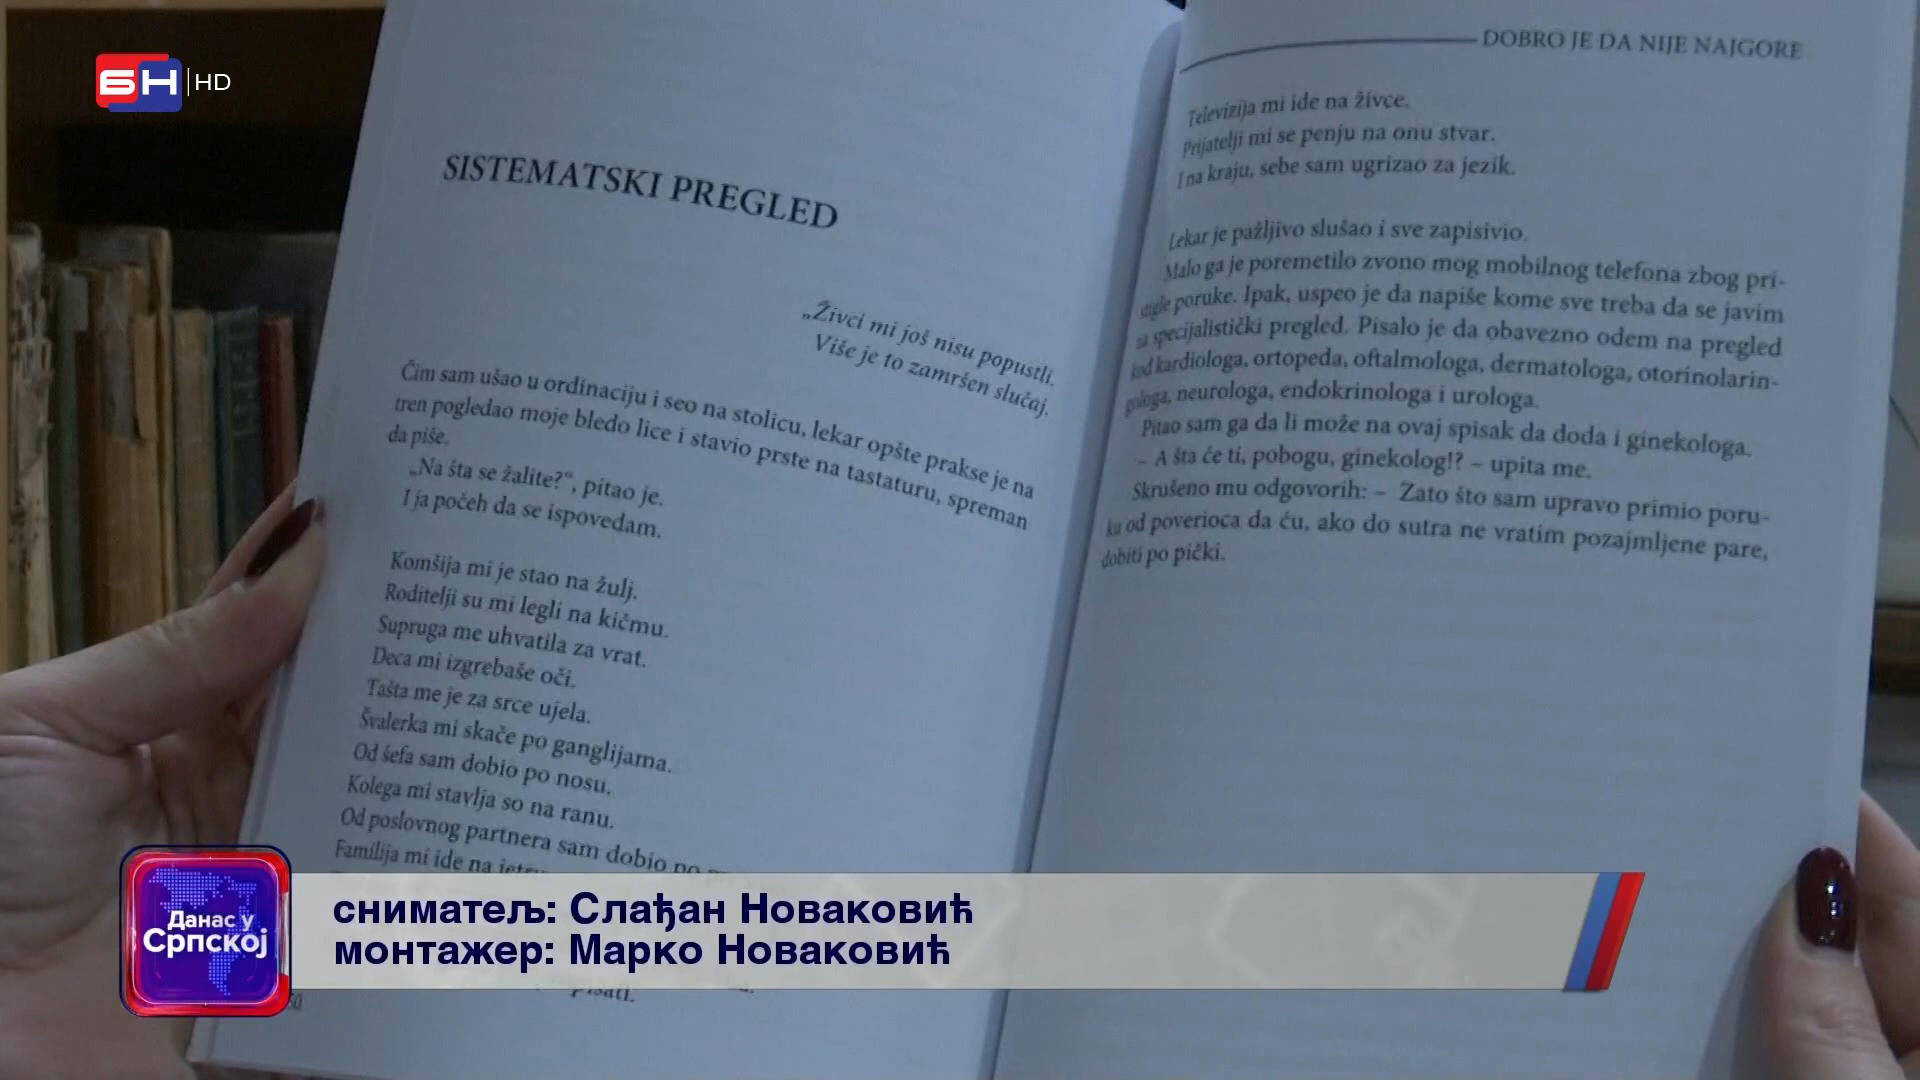 БН HD
SISTEMATSKI PREGLED
„Živci mi još nisu popustli.
Više je to zamršen slučaj.
Čim sam ušao u ordinaciju i seo na stolicu, lekar opšte prakse je na
tren pogledao moje bledo lice i stavio prste na tastaturu, spreman
da piše.
„Na šta se žalite?“, pitao je.
I ja počeh da se ispovedam.
Komšija mi je stao na žulj.
Roditelji su mi legli na kičmu.
Supruga me uhvatila za vrat.
Deca mi izgrebaše oči.
Tašta me je za srce ujela.
Švalerka mi skače po ganglijama.
Od šefa sam dobio po nosu.
Kolega mi stavlja so na ranu.
Od poslovnog partnera sam dobio po
Familija mi ide na
DOBRO JE DA NIJE NAJGORE
Televizija mi ide na živce.
Prijatelji mi se penju na onu stvar.
I na kraju, sebe sam ugrizao za jezik.
Lekar je pažljivo slušao i sve zapisivio.
Malo ga je poremetilo zvono mog mobilnog telefona zbog pri-
stigle poruke. Ipak, uspeo je da napiše kome sve treba da se javim
na specijalistički pregled. Pisalo je da obavezno odem na pregled
kod kardiologa, ortopeda, oftalmologa, dermatologa, otorinolarin-
gologa, neurologa, endokrinologa i urologa.
Pitao sam ga da li može na ovaj spisak da doda i ginekologa.
– A šta će ti, pobogu, ginekolog!? – upita me.
Skrušeno mu odgovorih: – Zato što sam upravo primio poru-
ku od poverioca da ću, ako do sutra ne vratim pozajmljene pare,
dobiti po pički.
Данас у
Српској
сниматељ: Слађан Новаковић
монтажер: Марко Новаковић